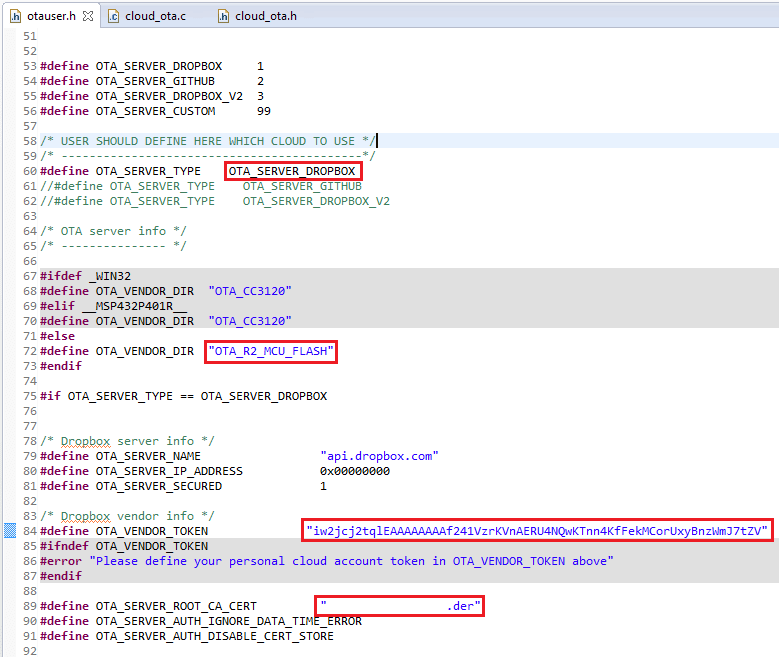 otauser.h cloud_ota.c cloud_ota.h
51
52
53 #define OTA_SERVER_DROPBOX 1
54 #define OTA_SERVER_GITHUB 2
55 #define OTA_SERVER_DROPBOX_V2 3
56 #define OTA_SERVER_CUSTOM 99
57
58 /* USER SHOULD DEFINE HERE WHICH CLOUD TO USE */
59 /* -------------------------------------------*/
60 #define OTA_SERVER_TYPE OTA_SERVER_DROPBOX
61 //#define OTA_SERVER_TYPE OTA_SERVER_GITHUB
62 //#define OTA_SERVER_TYPE OTA_SERVER_DROPBOX_V2
63
64 /* OTA server info */
65 /* --------------- */
66
67 #ifdef _WIN32
68 #define OTA_VENDOR_DIR "OTA_CC3120"
69 #elif __MSP432P401R__
70 #define OTA_VENDOR_DIR "OTA_CC3120"
71 #else
72 #define OTA_VENDOR_DIR "OTA_R2_MCU_FLASH"
73 #endif
74
75 #if OTA_SERVER_TYPE == OTA_SERVER_DROPBOX
76
77
78 /* Dropbox server info */
79 #define OTA_SERVER_NAME "api.dropbox.com"
80 #define OTA_SERVER_IP_ADDRESS 0x00000000
81 #define OTA_SERVER_SECURED 1
82
83 /* Dropbox vendor info */
84 #define OTA_VENDOR_TOKEN "iw2jcj2tqlEAAAAAAAAf241VzrKVnAERU4NQwKTnn4KfFekMCorUxyBnzWmJ7tZV"
85 #ifndef OTA_VENDOR_TOKEN
86 #error "Please define your personal cloud account token in OTA_VENDOR_TOKEN above"
87 #endif
88
89 #define OTA_SERVER_ROOT_CA_CERT " .der"
90 #define OTA_SERVER_AUTH_IGNORE_DATA_TIME_ERROR
91 #define OTA_SERVER_AUTH_DISABLE_CERT_STORE
92